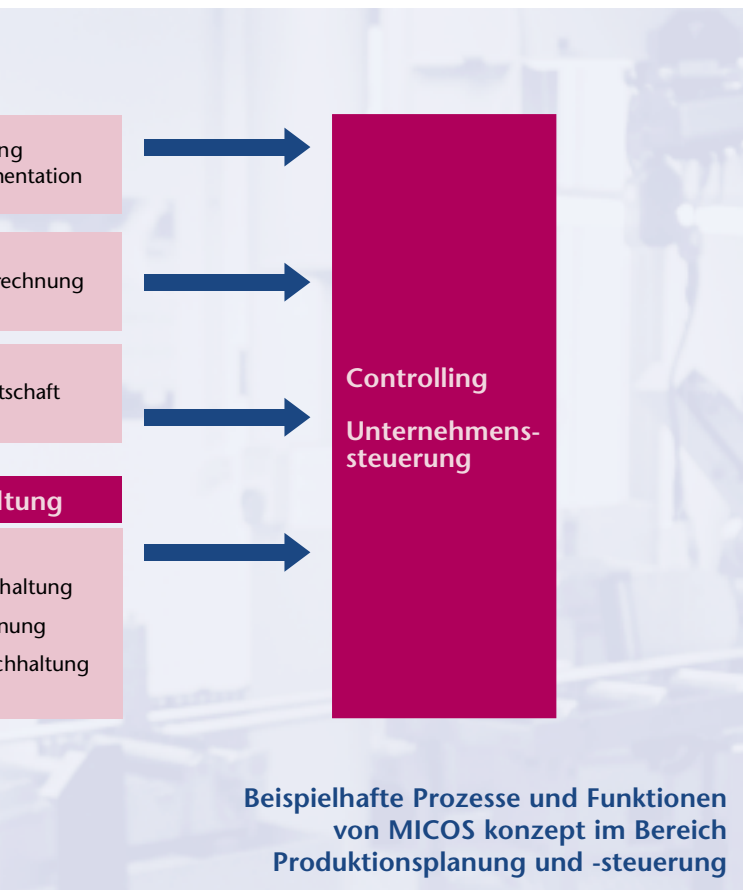 ng
nentation
rechnung
tschaft
ltung
haltung
nung
chhaltung
Controlling
Unternehmens-
steuerung
Beispielhafte Prozesse und Funktionen
von MICOS konzept im Bereich
Produktionsplanung und -steuerung